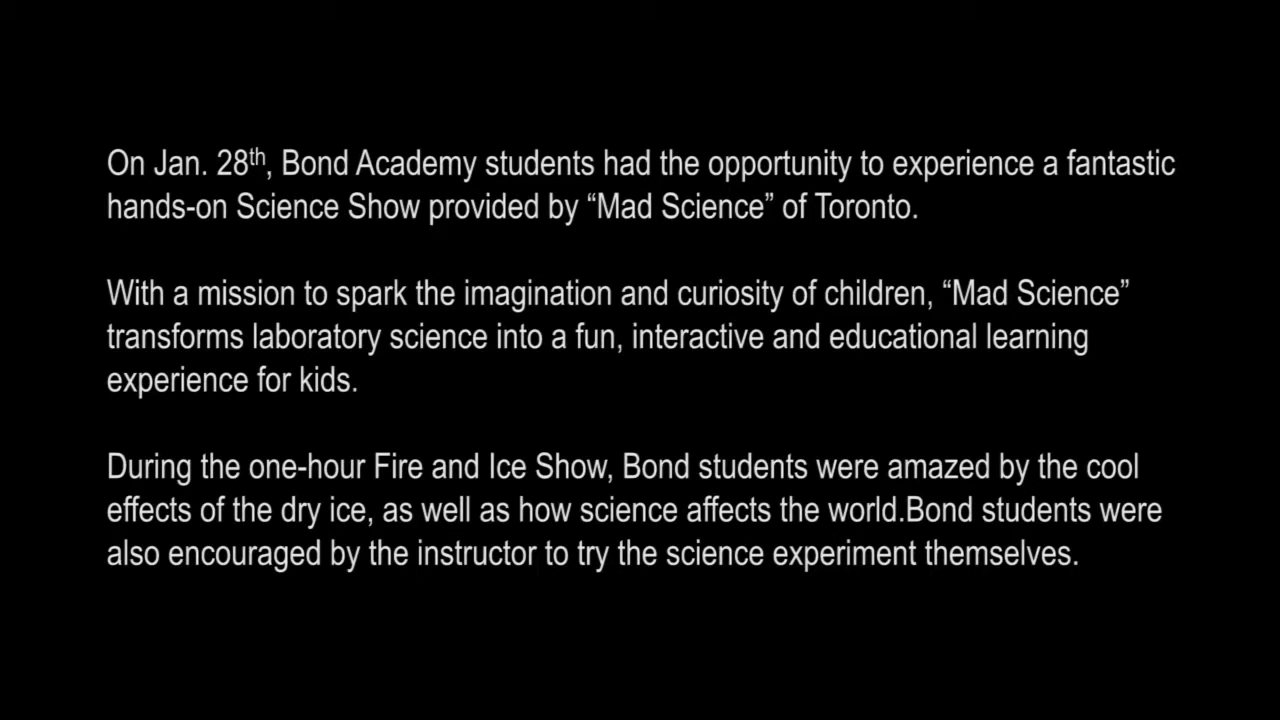 On Jan. 28th, Bond Academy students had the opportunity to experience a fantastic
hands-on Science Show provided by “Mad Science” of Toronto.
With a mission to spark the imagination and curiosity of children, “Mad Science”
transforms laboratory science into a fun, interactive and educational learning
experience for kids.
During the one-hour Fire and Ice Show, Bond students were amazed by the cool
effects of the dry ice, as well as how science affects the world.Bond students were
also encouraged by the instructor to try the science experiment themselves.